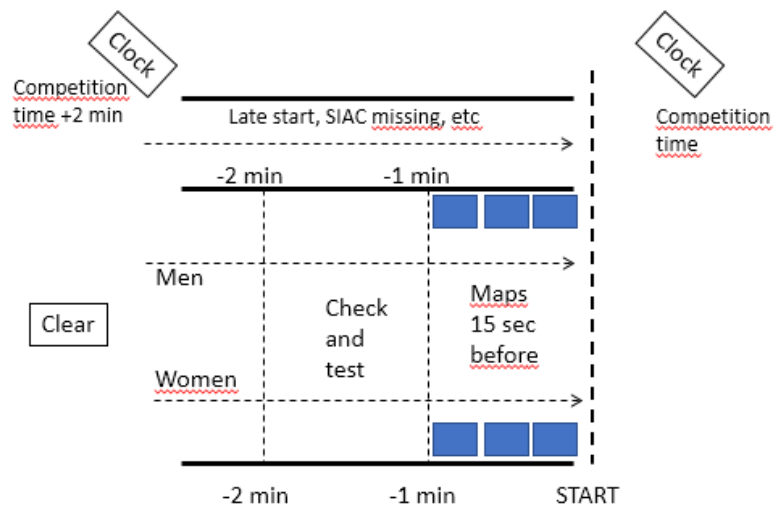 Clock
Clock
Competition
time +2 min
Late start, SIAC missing, etc
Competition
time
-2 min
-1 min
Men
Clear
Check
and
test
Maps
15 sec
before
Women
-2 min
-1 min
START